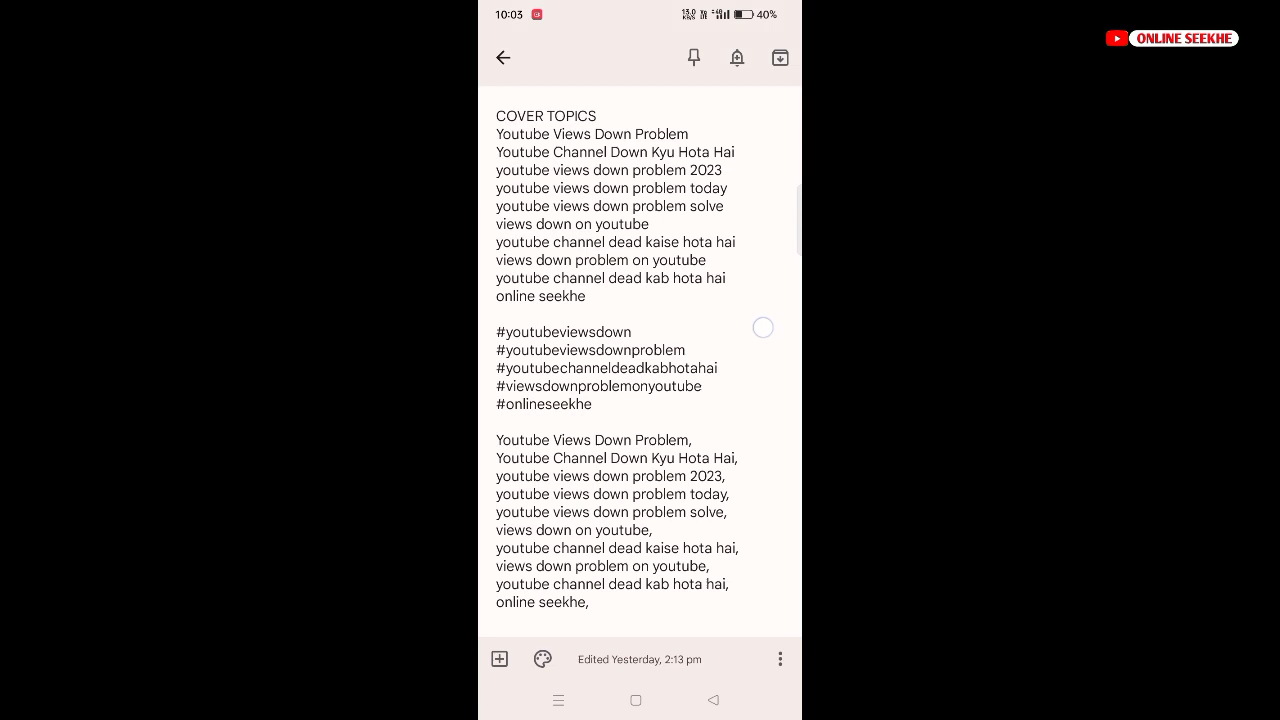 10:03
13.0
KB/S
40%
ONLINE SEEKHE
COVER TOPICS
Youtube Views Down Problem
Youtube Channel Down Kyu Hota Hai
youtube views down problem 2023
youtube views down problem today
youtube views down problem solve
views down on youtube
youtube channel dead kaise hota hai
views down problem on youtube
youtube channel dead kab hota hai
online seekhe
#youtubeviewsdown
#youtubeviewsdownproblem
#youtubechanneldeadkabhotahai
#viewsdownproblemonyoutube
#onlineseekhe
Youtube Views Down Problem,
Youtube Channel Down Kyu Hota Hai,
youtube views down problem 2023,
youtube views down problem today,
youtube views down problem solve,
views down on youtube,
youtube channel dead kaise hota hai,
views down problem on youtube,
youtube channel dead kab hota hai,
online seekhe,
Edited Yesterday, 2:13 pm